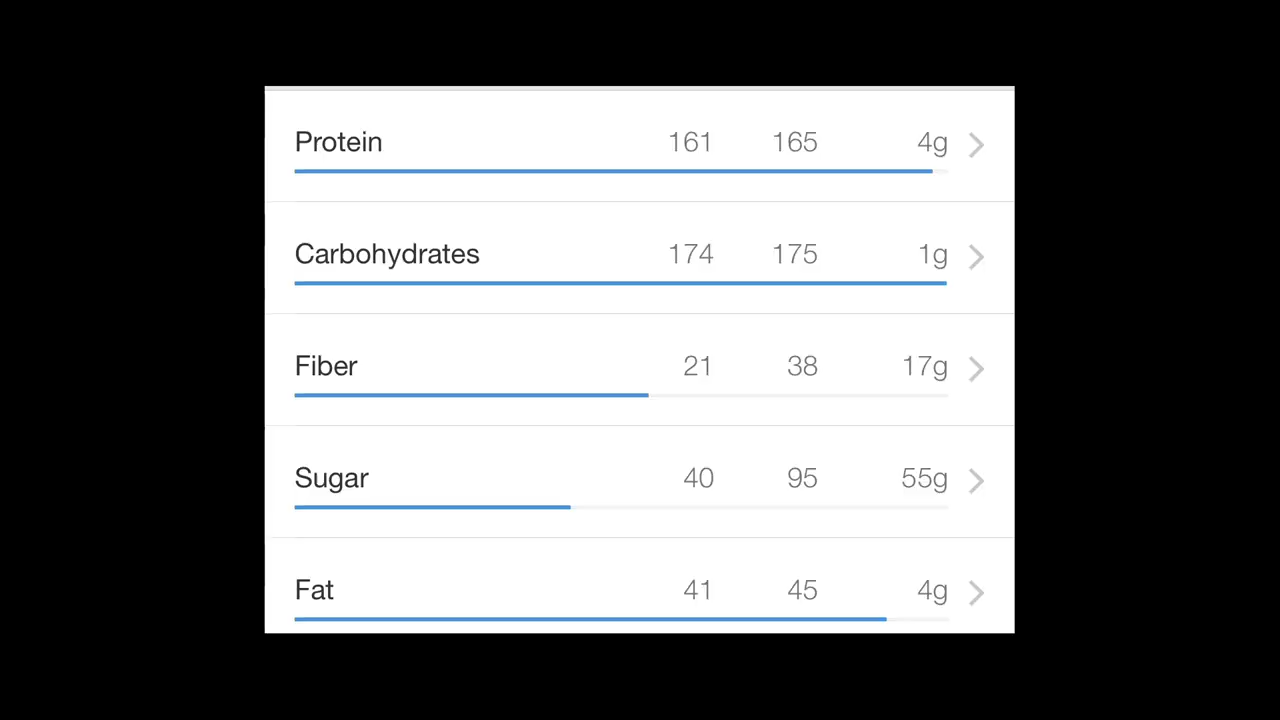 Protein 161 165 4g
Carbohydrates 174 175 1g
Fiber 21 38 17g
Sugar 40 95 55g
Fat 41 45 4g